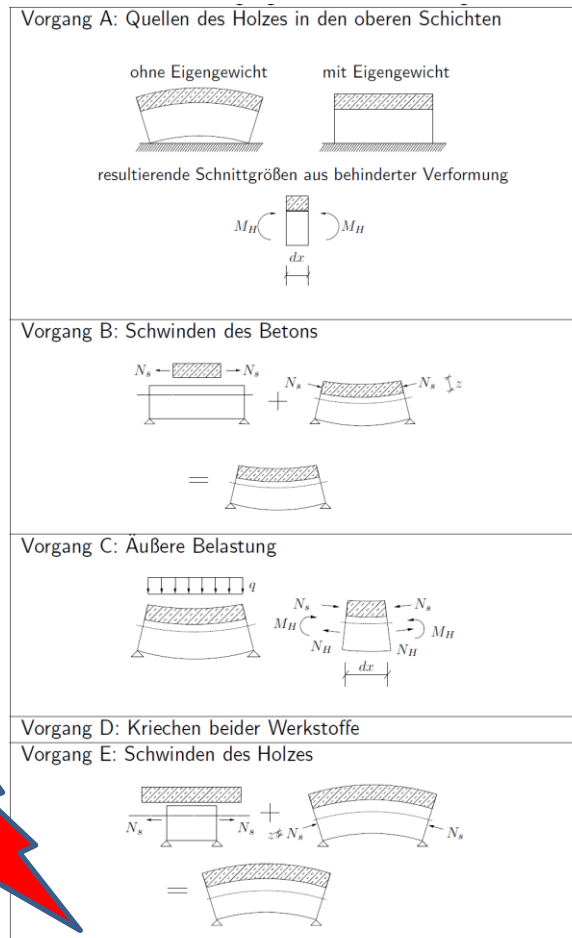 Vorgang A: Quellen des Holzes in den oberen Schichten
ohne Eigengewicht mit Eigengewicht
resultierende Schnittgrößen aus behinderter Verformung
M_H M_H
dx
Vorgang B: Schwinden des Betons
N_s N_s N_s N_s z
+
=
Vorgang C: Äußere Belastung
q
N_s N_s
M_H M_H
N_H N_H
dx
Vorgang D: Kriechen beider Werkstoffe
Vorgang E: Schwinden des Holzes
+
N_s N_s z N_s N_s
=